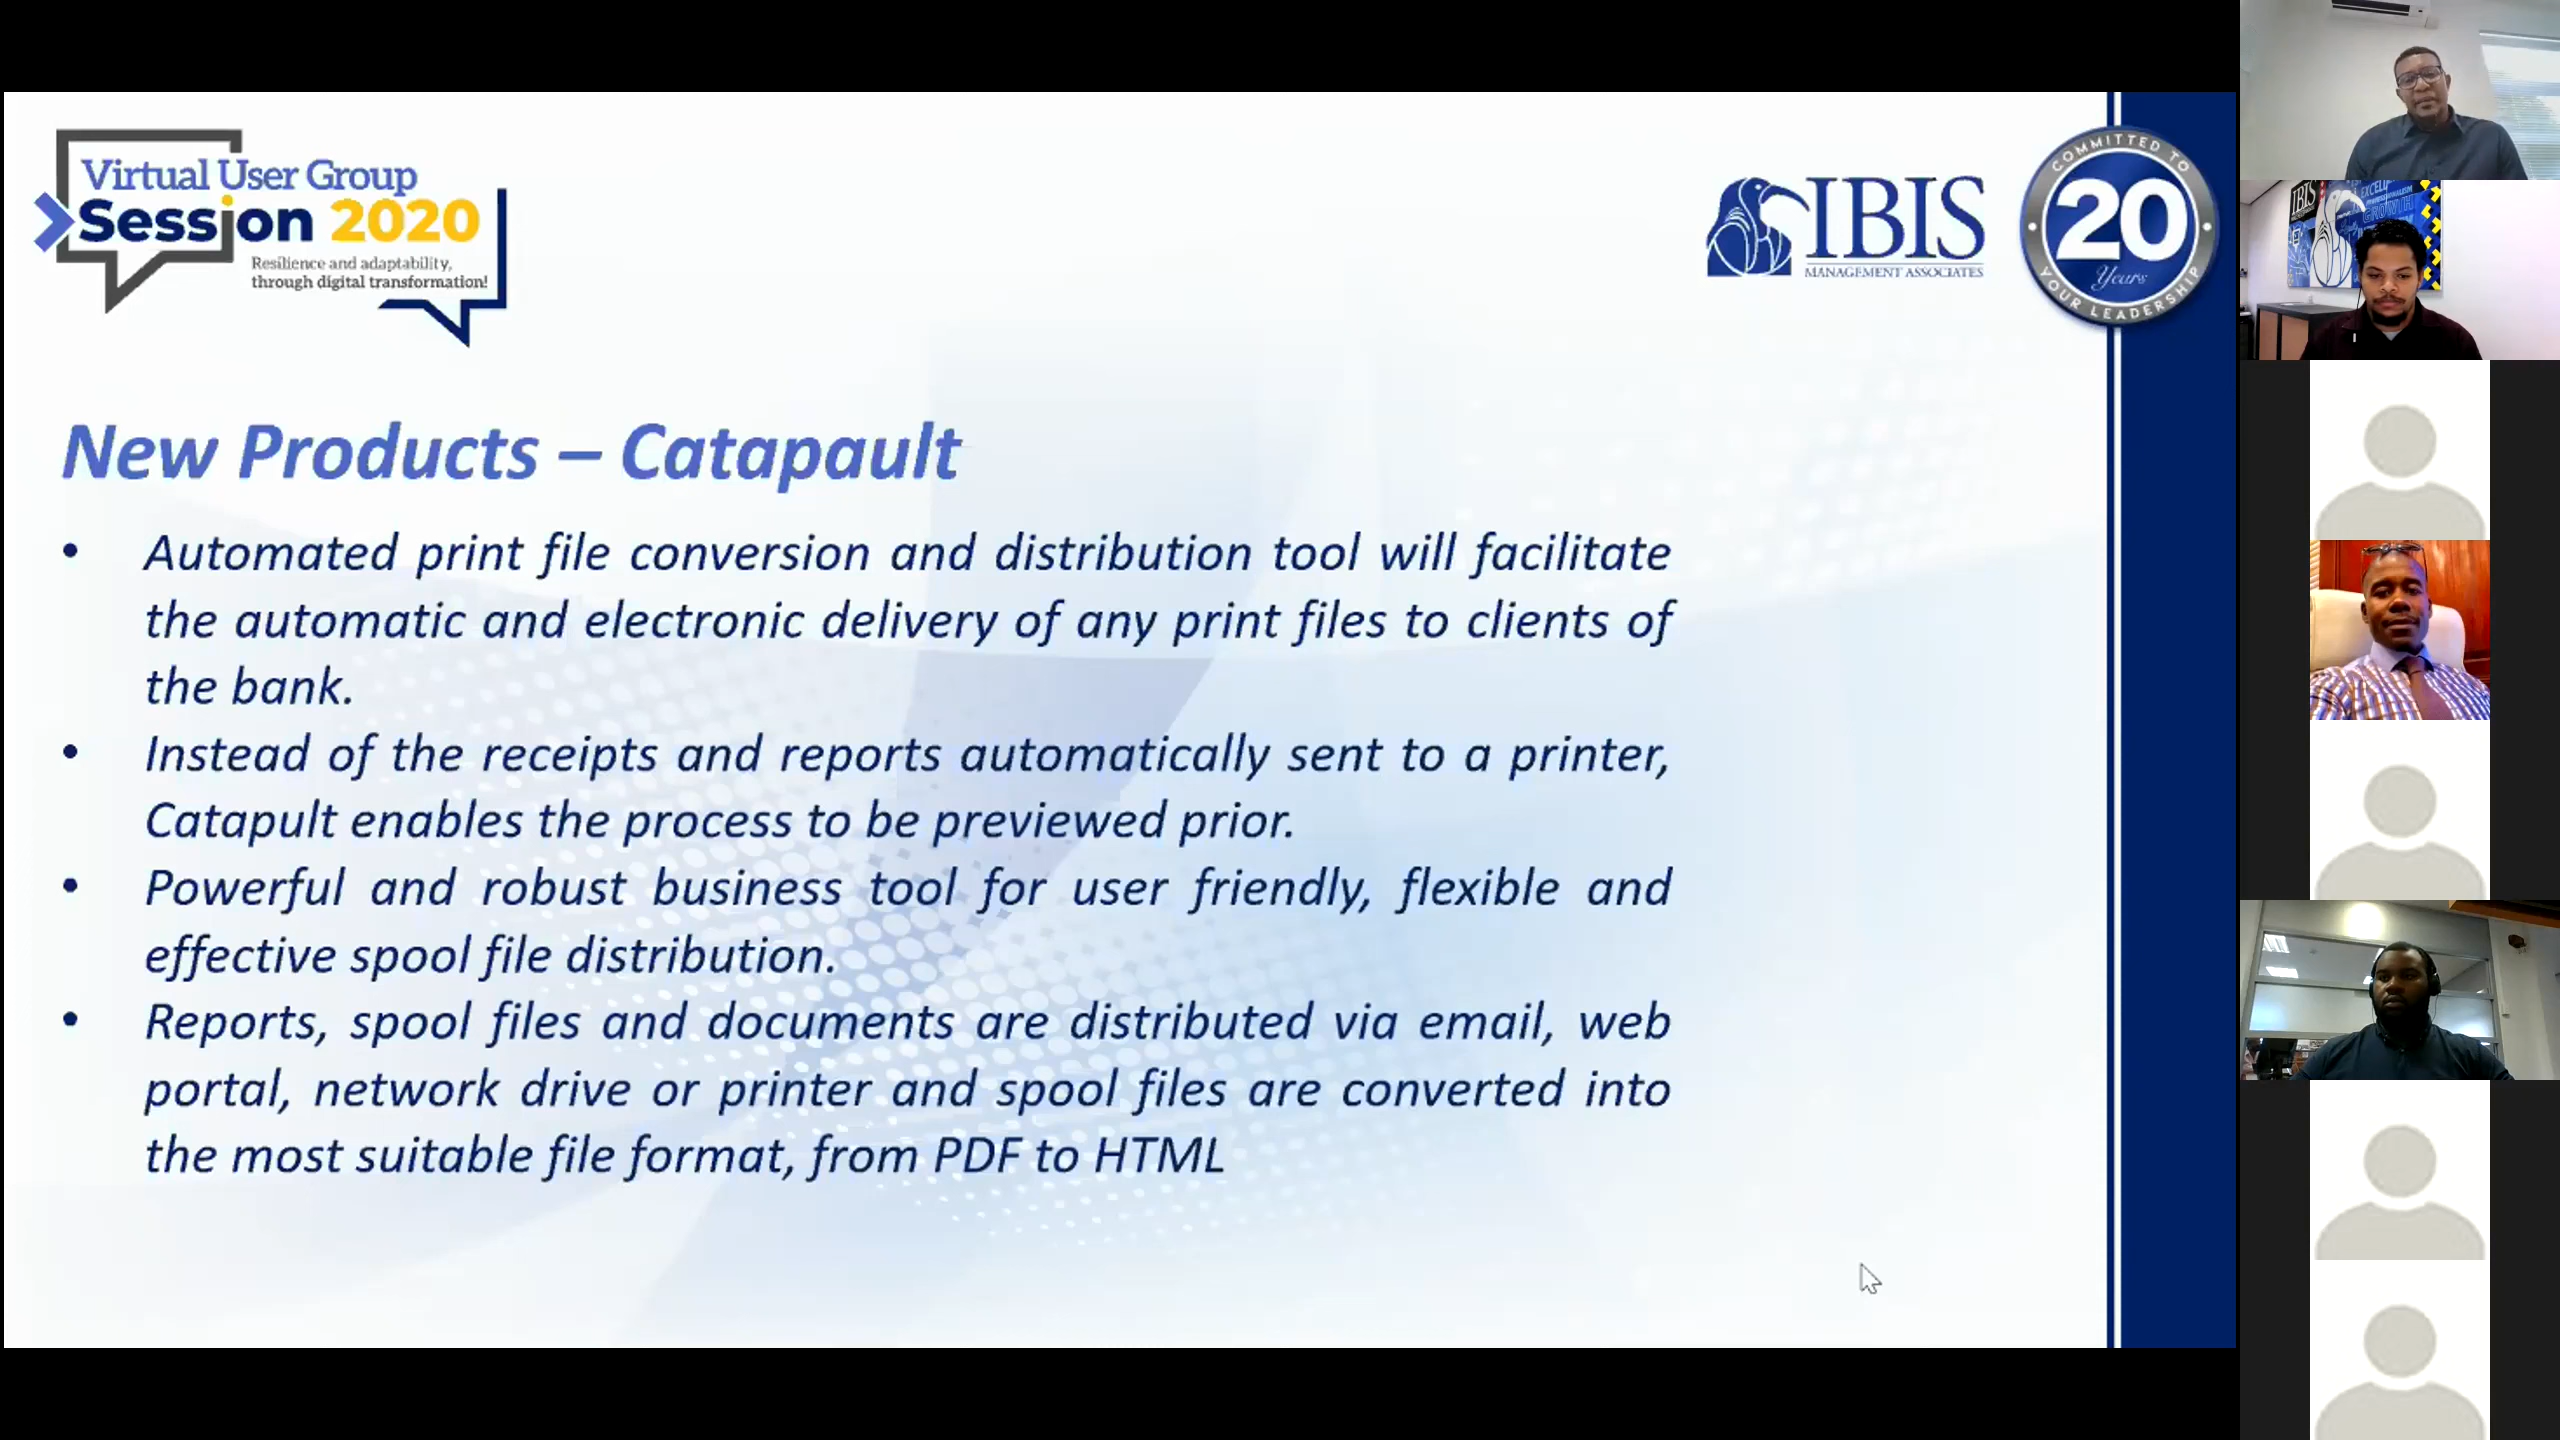 Virtual User Group
Session 2020
Resilience and adaptability,
through digital transformation!
IBIS
MANAGEMENT ASSOCIATES
COMMITTED TO
20
Years
YOUR LEADERSHIP
New Products – Catapault
• Automated print file conversion and distribution tool will facilitate
the automatic and electronic delivery of any print files to clients of
the bank.
• Instead of the receipts and reports automatically sent to a printer,
Catapult enables the process to be previewed prior.
• Powerful and robust business tool for user friendly, flexible and
effective spool file distribution.
• Reports, spool files and documents are distributed via email, web
portal, network drive or printer and spool files are converted into
the most suitable file format, from PDF to HTML
IBIS
GROWTH